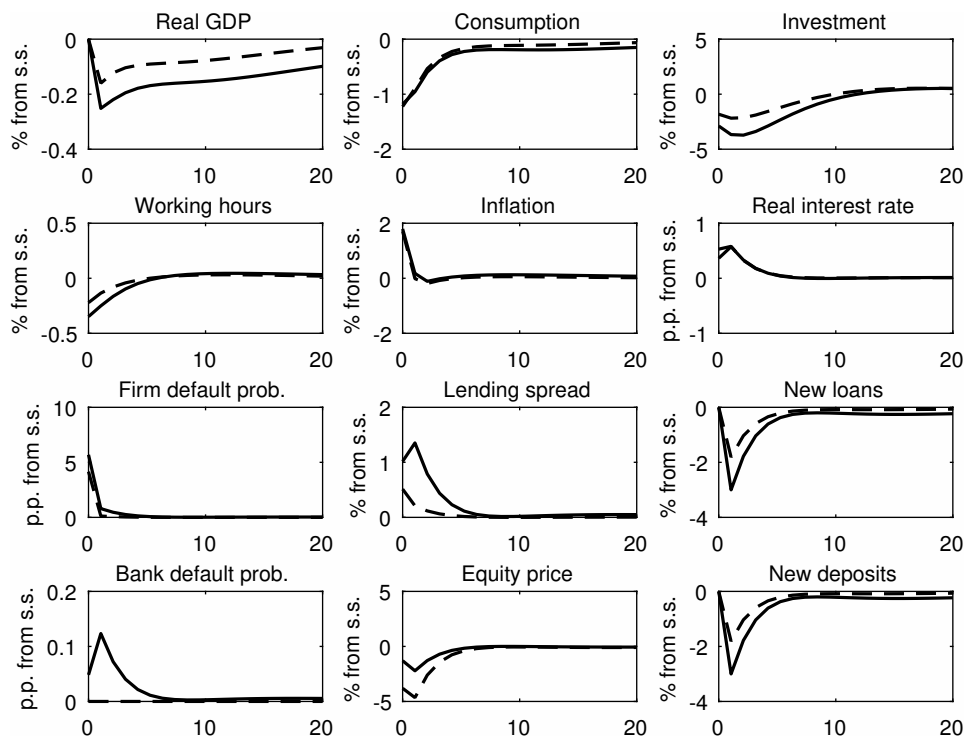 Real GDP
% from s.s.
0
-0.2
-0.4
0 10 20
Consumption
% from s.s.
0
-1
-2
0 10 20
Investment
% from s.s.
5
0
-5
0 10 20
Working hours
% from s.s.
0.5
0
-0.5
0 10 20
Inflation
% from s.s.
2
0
-2
0 10 20
Real interest rate
p.p. from s.s.
1
0
-1
0 10 20
Firm default prob.
p.p. from s.s.
10
5
0
0 10 20
Lending spread
% from s.s.
2
1
0
0 10 20
New loans
% from s.s.
0
-2
-4
0 10 20
Bank default prob.
p.p. from s.s.
0.2
0.1
0
0 10 20
Equity price
% from s.s.
5
0
-5
0 10 20
New deposits
% from s.s.
0
-2
-4
0 10 20